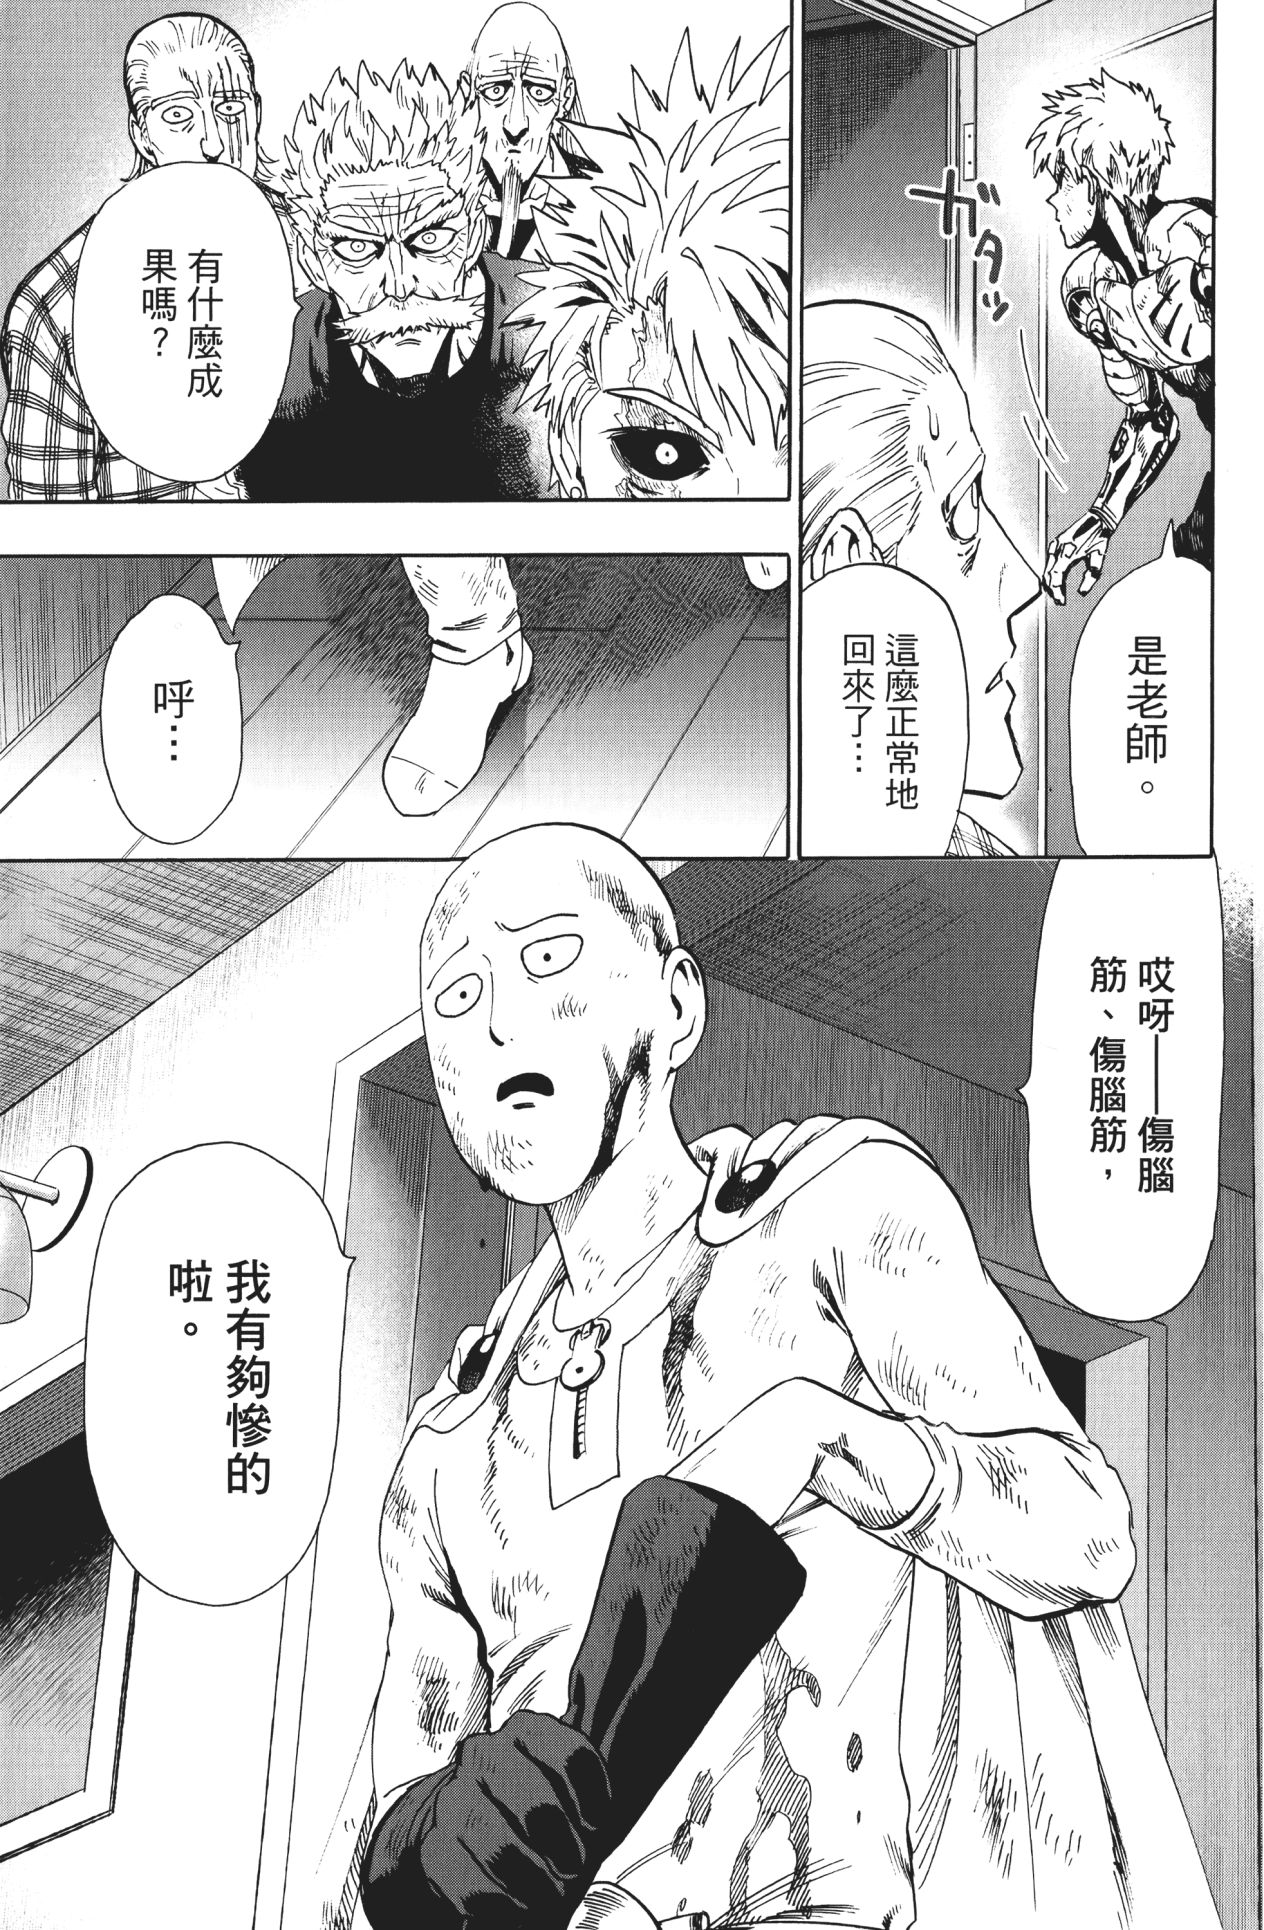 ガタッ
是老師。
這麼正常地
回來了…
有什麼成
果嗎？
呼…
哎呀——傷腦
筋、傷腦筋，
我有夠慘的
啦。